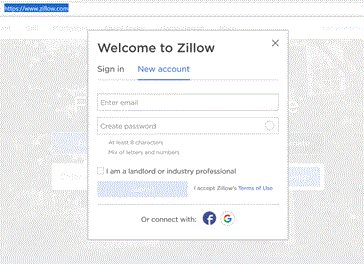 https://www.zillow.com
Welcome to Zillow
Sign in New account
Enter email
Create password
At least 8 characters
Mix of letters and numbers
I am a landlord or industry professional
I accept Zillow's Terms of Use
Or connect with: